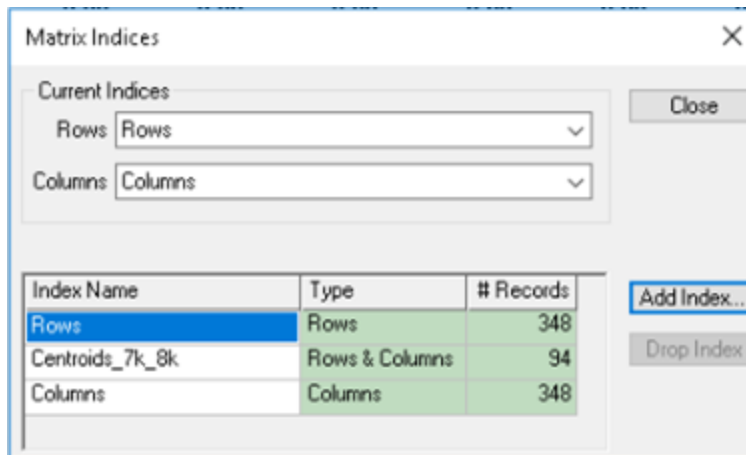 Matrix Indices
Current Indices
Rows Rows
Close
Columns Columns
Index Name Type # Records
Add Index...
Rows Rows 348
Centroids_7k_8k Rows & Columns 94
Drop Index
Columns Columns 348